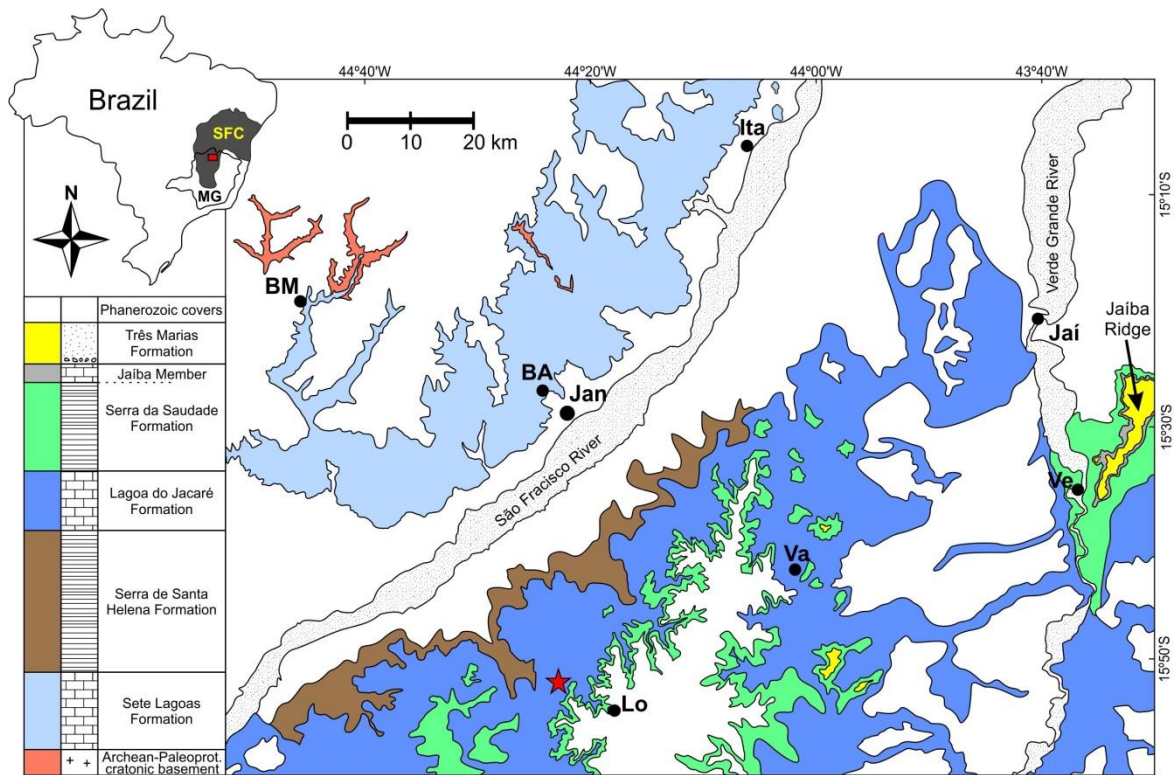 44°40'W
44°20'W
44°00'W
43°40'W
Brazil
SFC
MG
N
0 10 20 km
Ita
Verde Grande River
15°10'S
BM
Jaí
Jaíba
Ridge
BA
Jan
15°30'S
São Fracisco River
Ve
Va
15°50'S
Lo
Phanerozoic covers
Três Marias
Formation
Jaíba Member
Serra da Saudade
Formation
Lagoa do Jacaré
Formation
Serra de Santa
Helena Formation
Sete Lagoas
Formation
Archean-Paleoprot.
cratonic basement